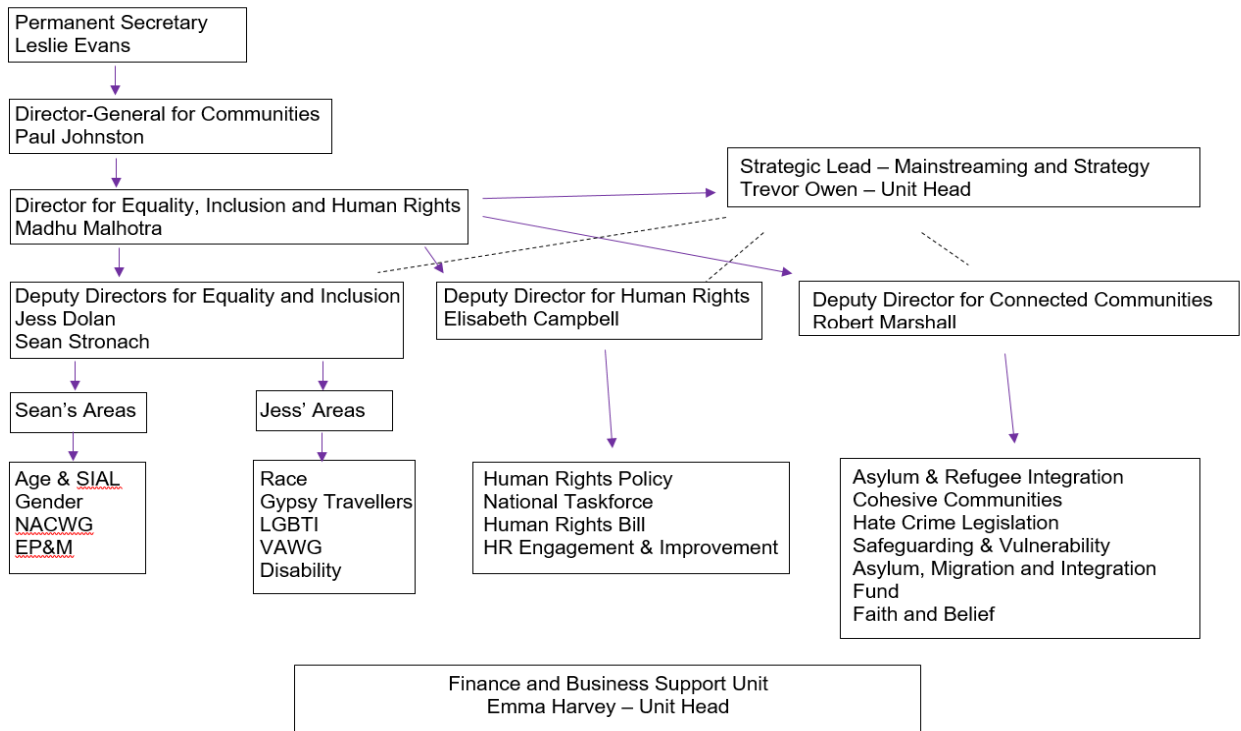 Permanent Secretary
Leslie Evans
Director-General for Communities
Paul Johnston
Strategic Lead – Mainstreaming and Strategy
Trevor Owen – Unit Head
Director for Equality, Inclusion and Human Rights
Madhu Malhotra
Deputy Directors for Equality and Inclusion
Jess Dolan
Sean Stronach
Deputy Director for Human Rights
Elisabeth Campbell
Deputy Director for Connected Communities
Robert Marshall
Sean’s Areas
Jess’ Areas
Age & SIAL
Gender
NACWG
EP&M
Race
Gypsy Travellers
LGBTI
VAWG
Disability
Human Rights Policy
National Taskforce
Human Rights Bill
HR Engagement & Improvement
Asylum & Refugee Integration
Cohesive Communities
Hate Crime Legislation
Safeguarding & Vulnerability
Asylum, Migration and Integration
Fund
Faith and Belief
Finance and Business Support Unit
Emma Harvey – Unit Head